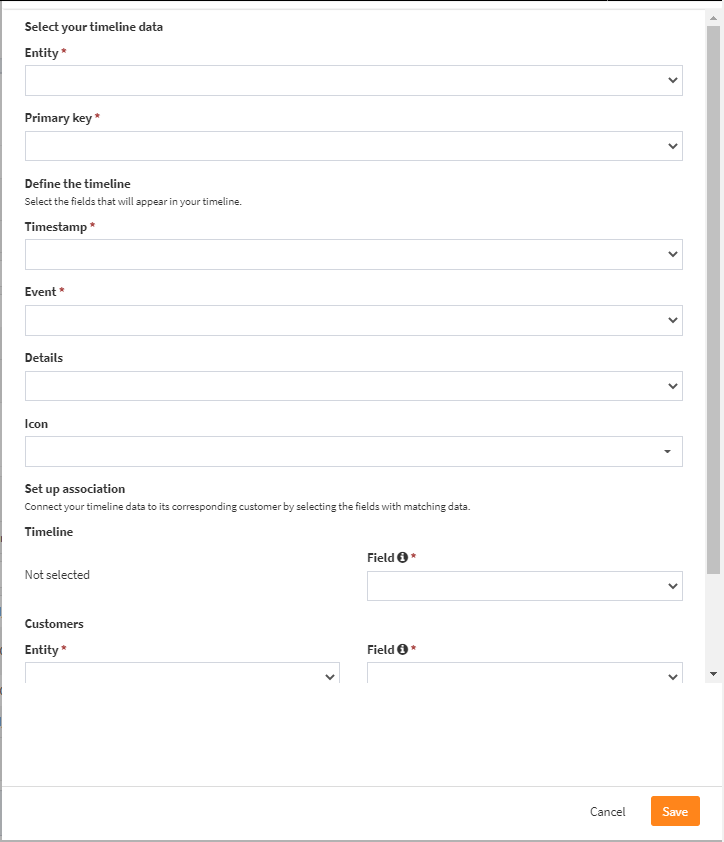 Select your timeline data
Entity *
Primary key *
Define the timeline
Select the fields that will appear in your timeline.
Timestamp *
Event *
Details
Icon
Set up association
Connect your timeline data to its corresponding customer by selecting the fields with matching data.
Timeline
Field *
Not selected
Customers
Entity * Field *
Cancel Save